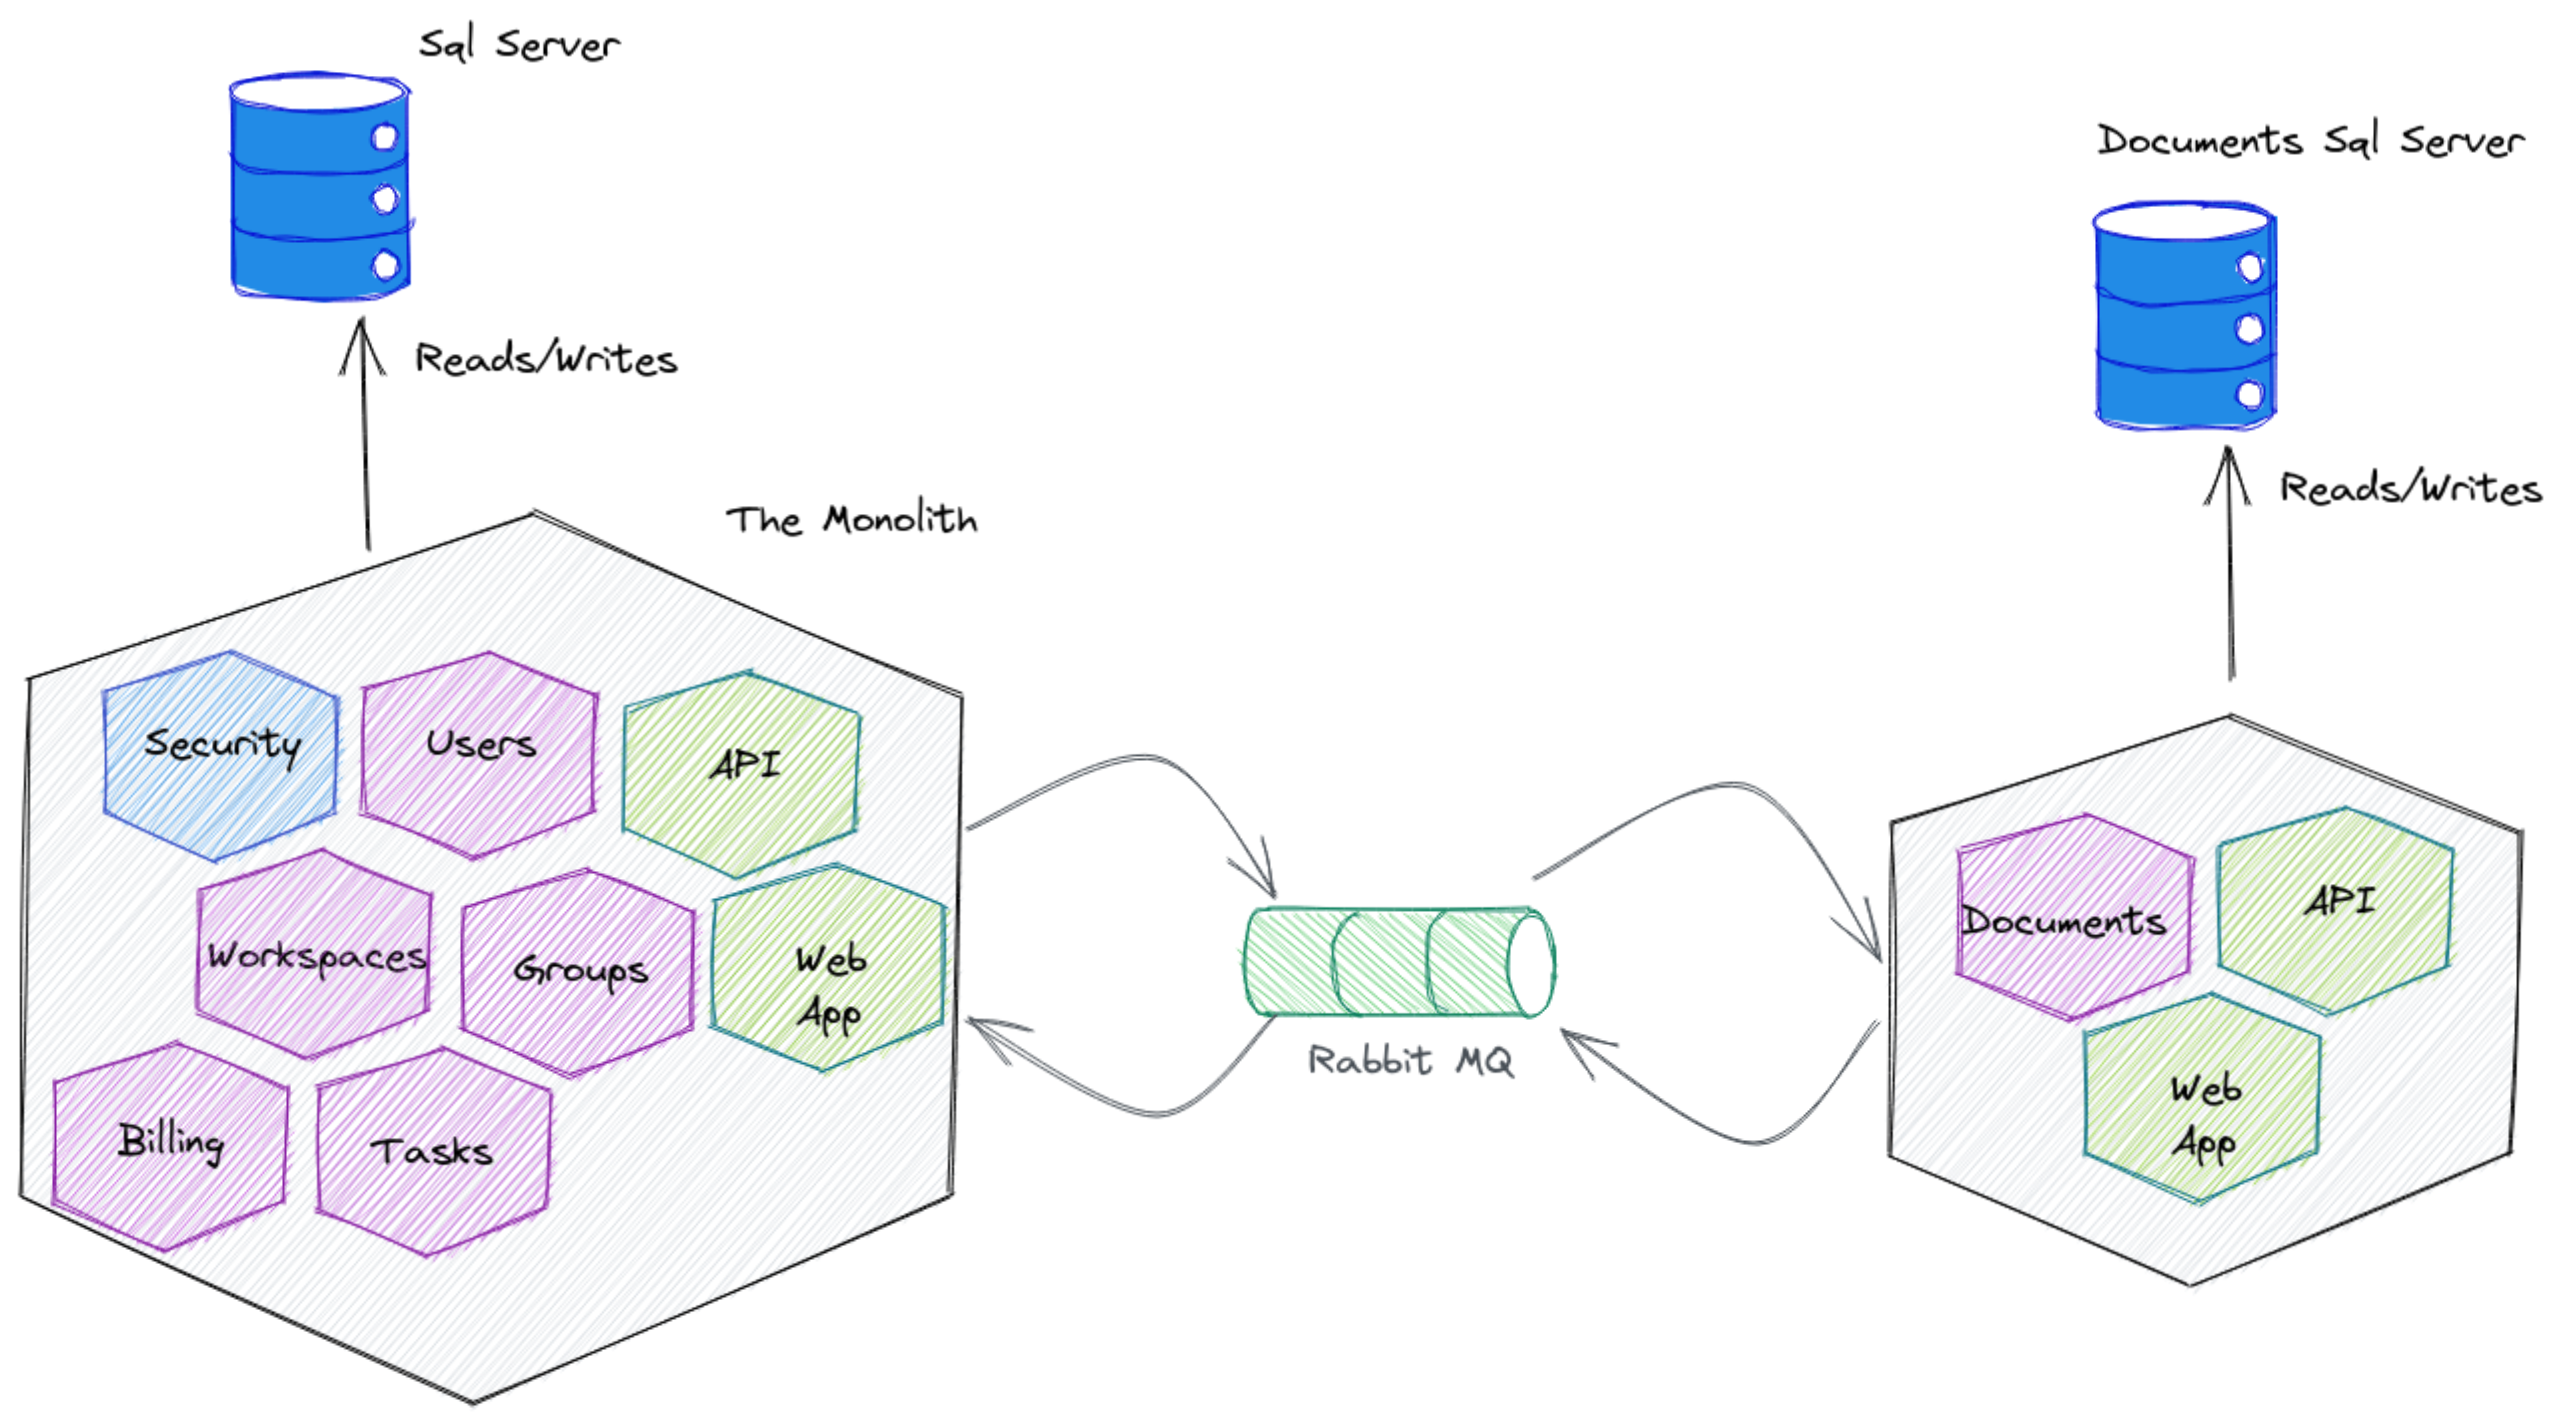 Sql Server
Documents Sql Server
Reads/Writes
Reads/Writes
The Monolith
Security
Users
API
Workspaces
Groups
Web
App
Billing
Tasks
Rabbit MQ
Documents
API
Web
App